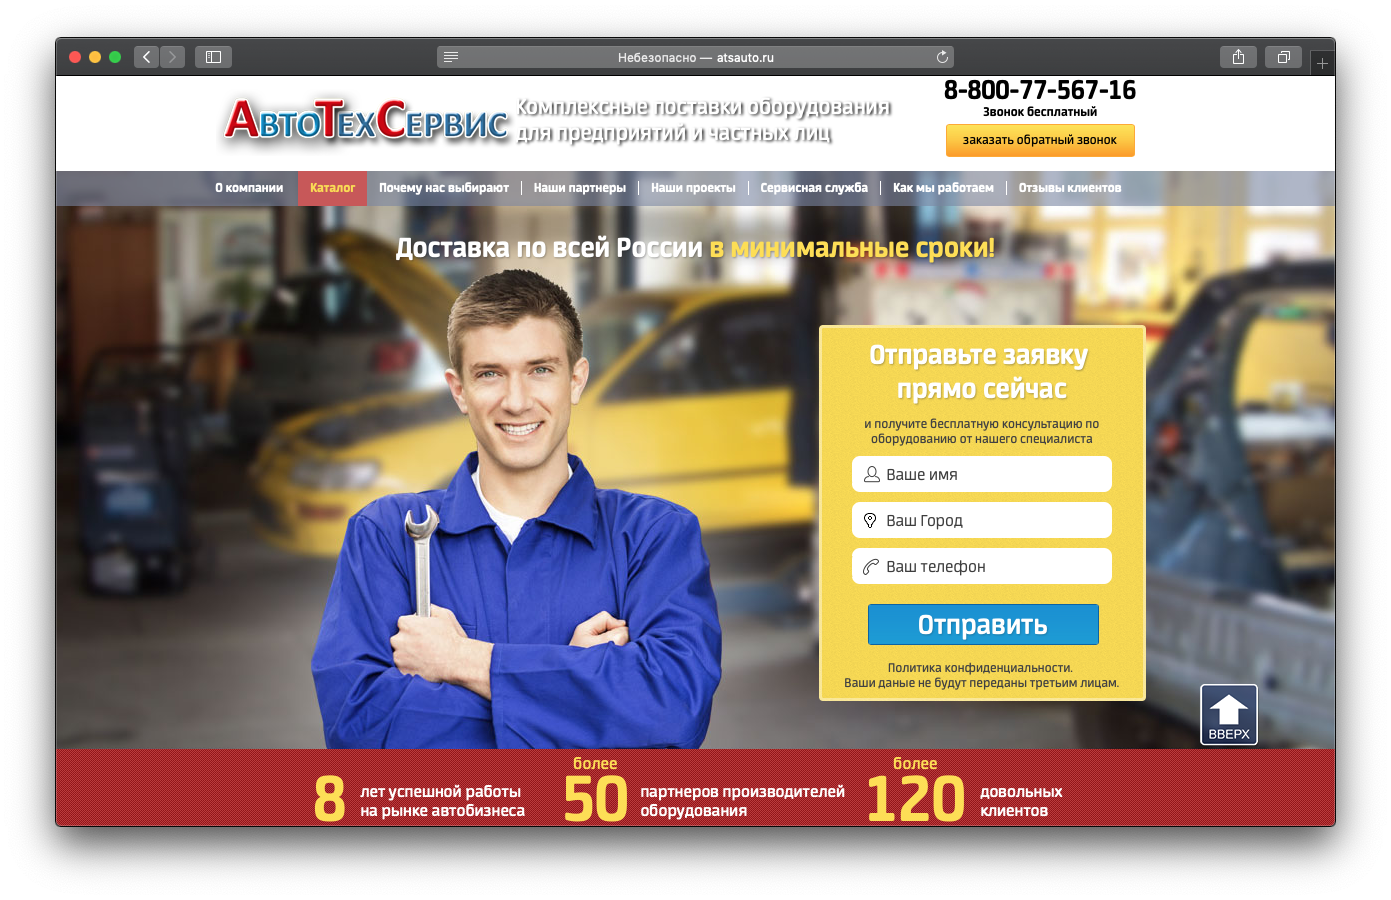 Небезопасно — atsauto.ru
АвтоТехСервис
Комплексные поставки оборудования
для предприятий и частных лиц
8-800-77-567-16
Звонок бесплатный
заказать обратный звонок
О компании
Каталог
Почему нас выбирают
Наши партнеры
Наши проекты
Сервисная служба
Как мы работаем
Отзывы клиентов
Доставка по всей России в минимальные сроки!
Отправьте заявку
прямо сейчас
и получите бесплатную консультацию по
оборудованию от нашего специалиста
Ваше имя
Ваш Город
Ваш телефон
Отправить
Политика конфиденциальности.
Ваши даные не будут переданы третьим лицам.
ВВЕРХ
8
лет успешной работы
на рынке автобизнеса
более
50
партнеров производителей
оборудования
более
120
довольных
клиентов